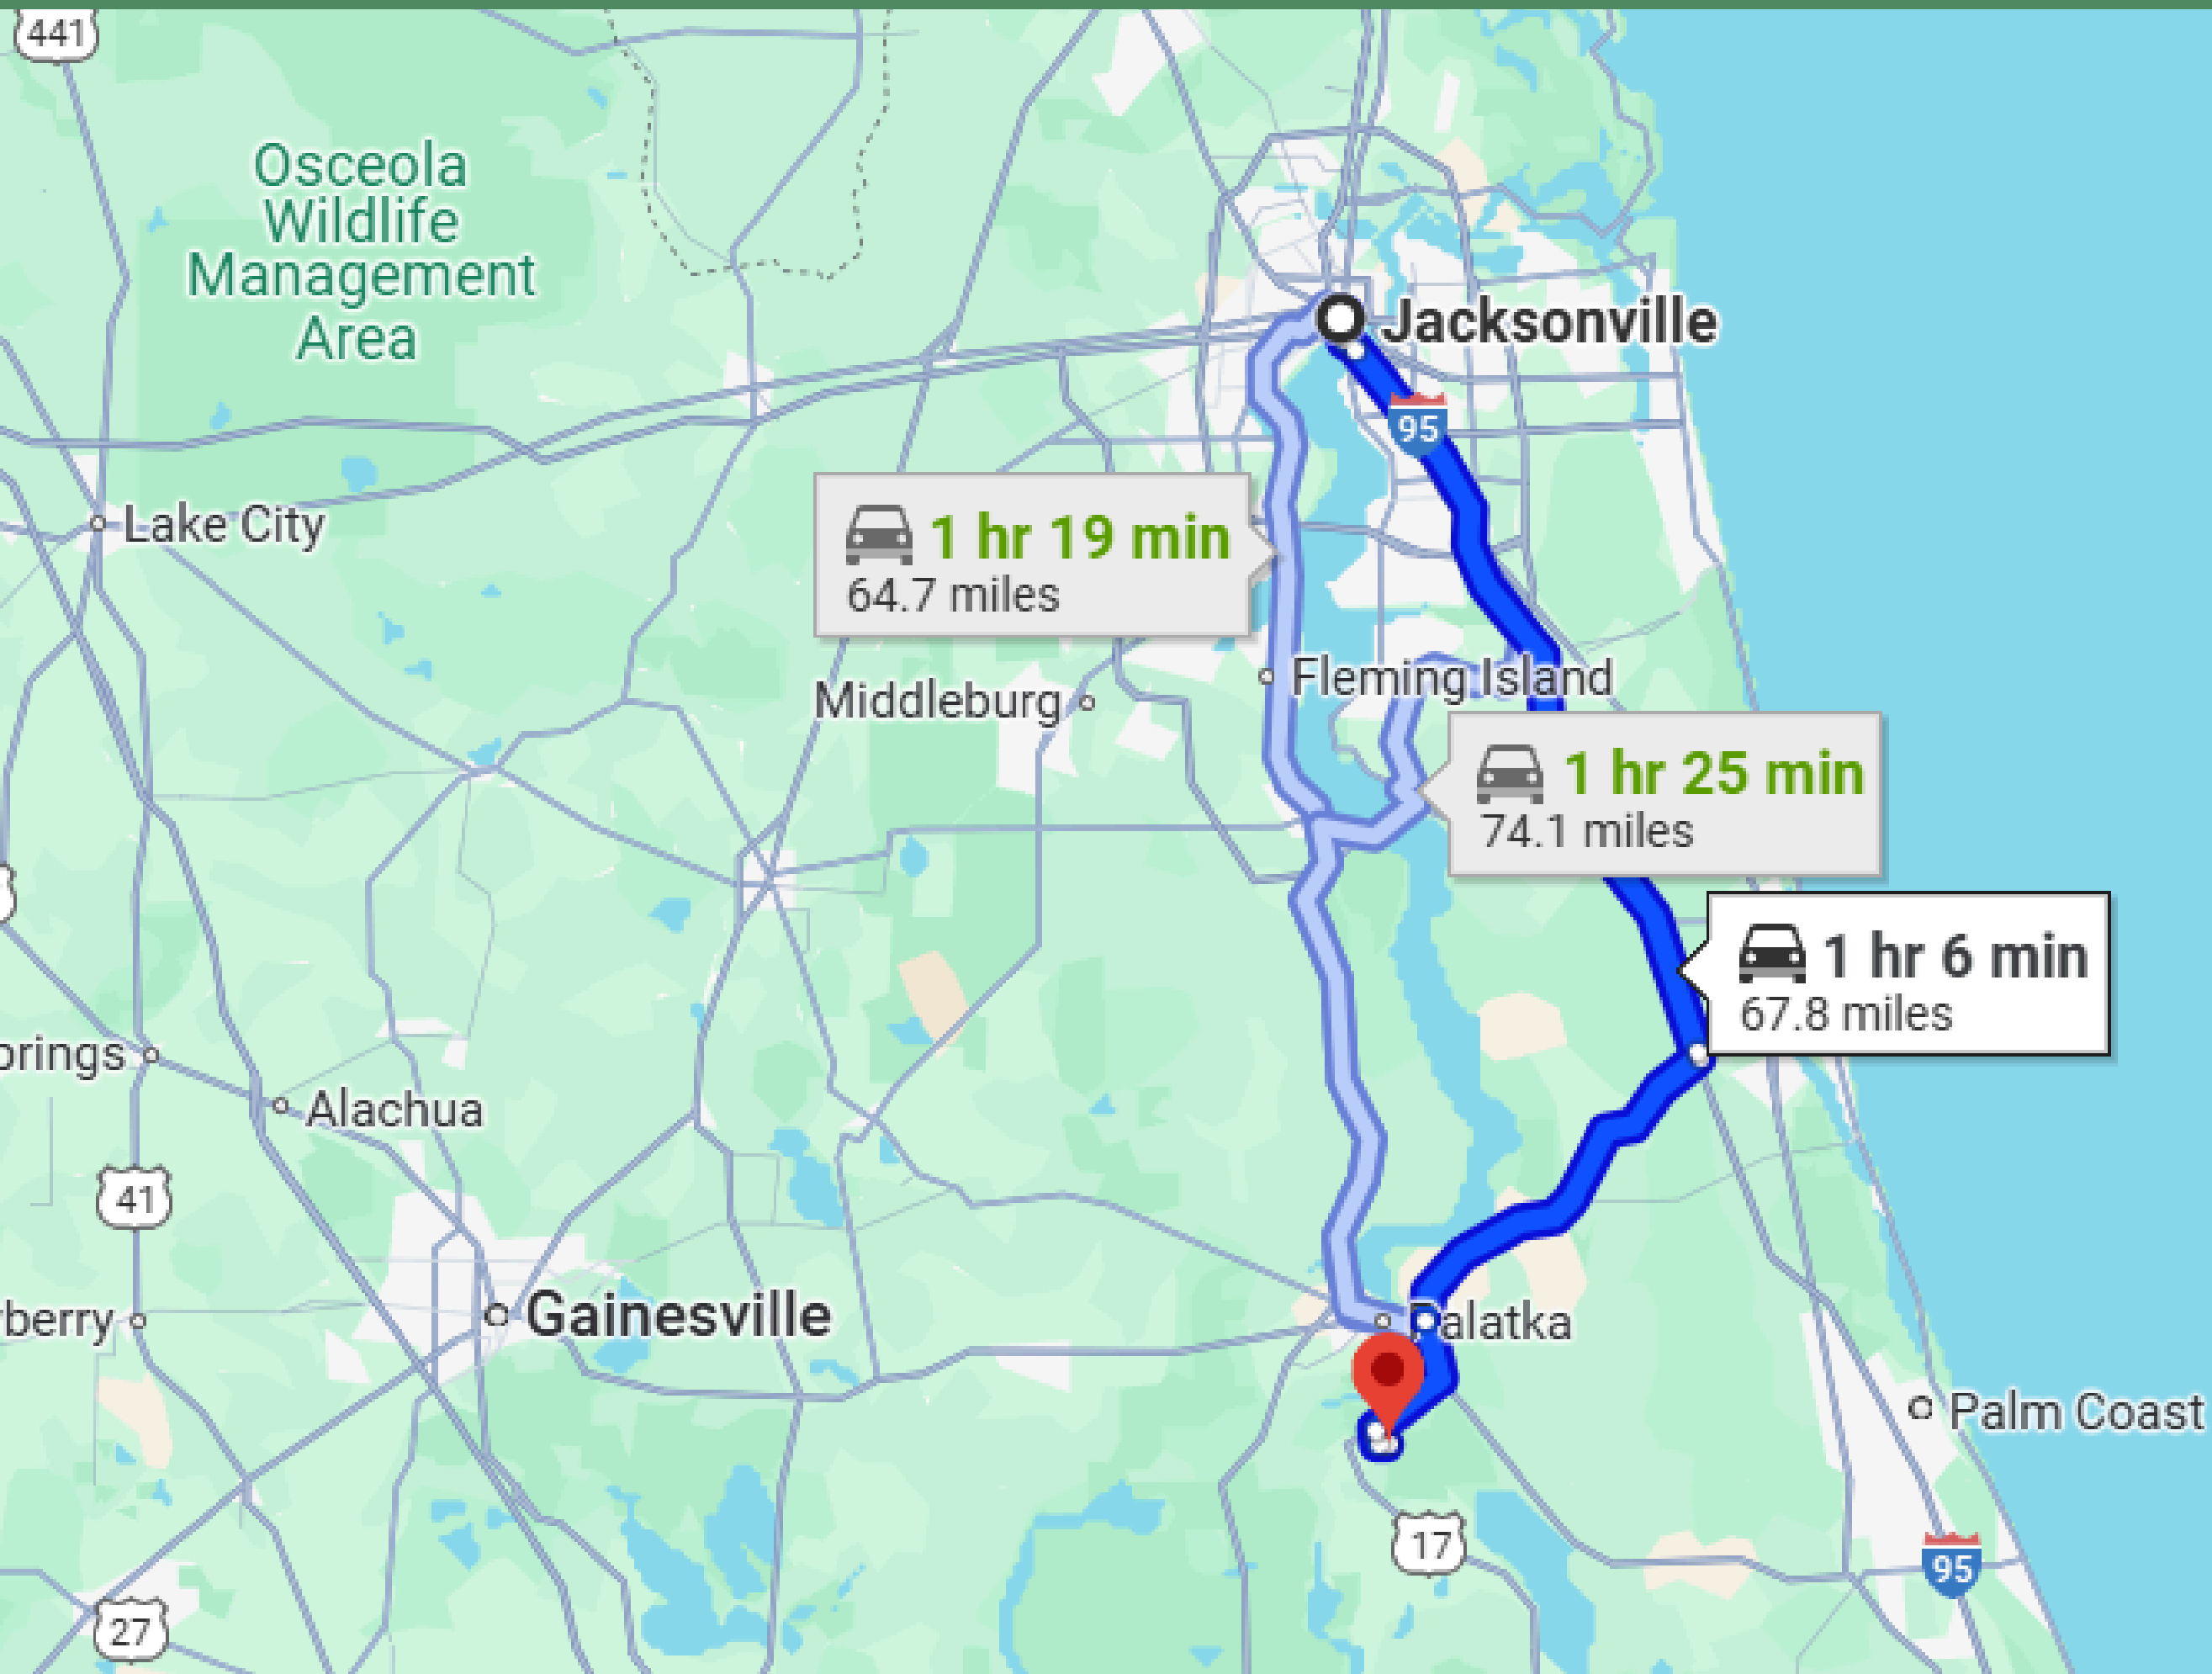 441
Osceola
Wildlife
Management
Area
Jacksonville
95
Lake City
1 hr 19 min
64.7 miles
Fleming Island
Middleburg
1 hr 25 min
74.1 miles
1 hr 6 min
67.8 miles
prings
Alachua
41
Gainesville
rberry
Palatka
Palm Coast
17
95
27